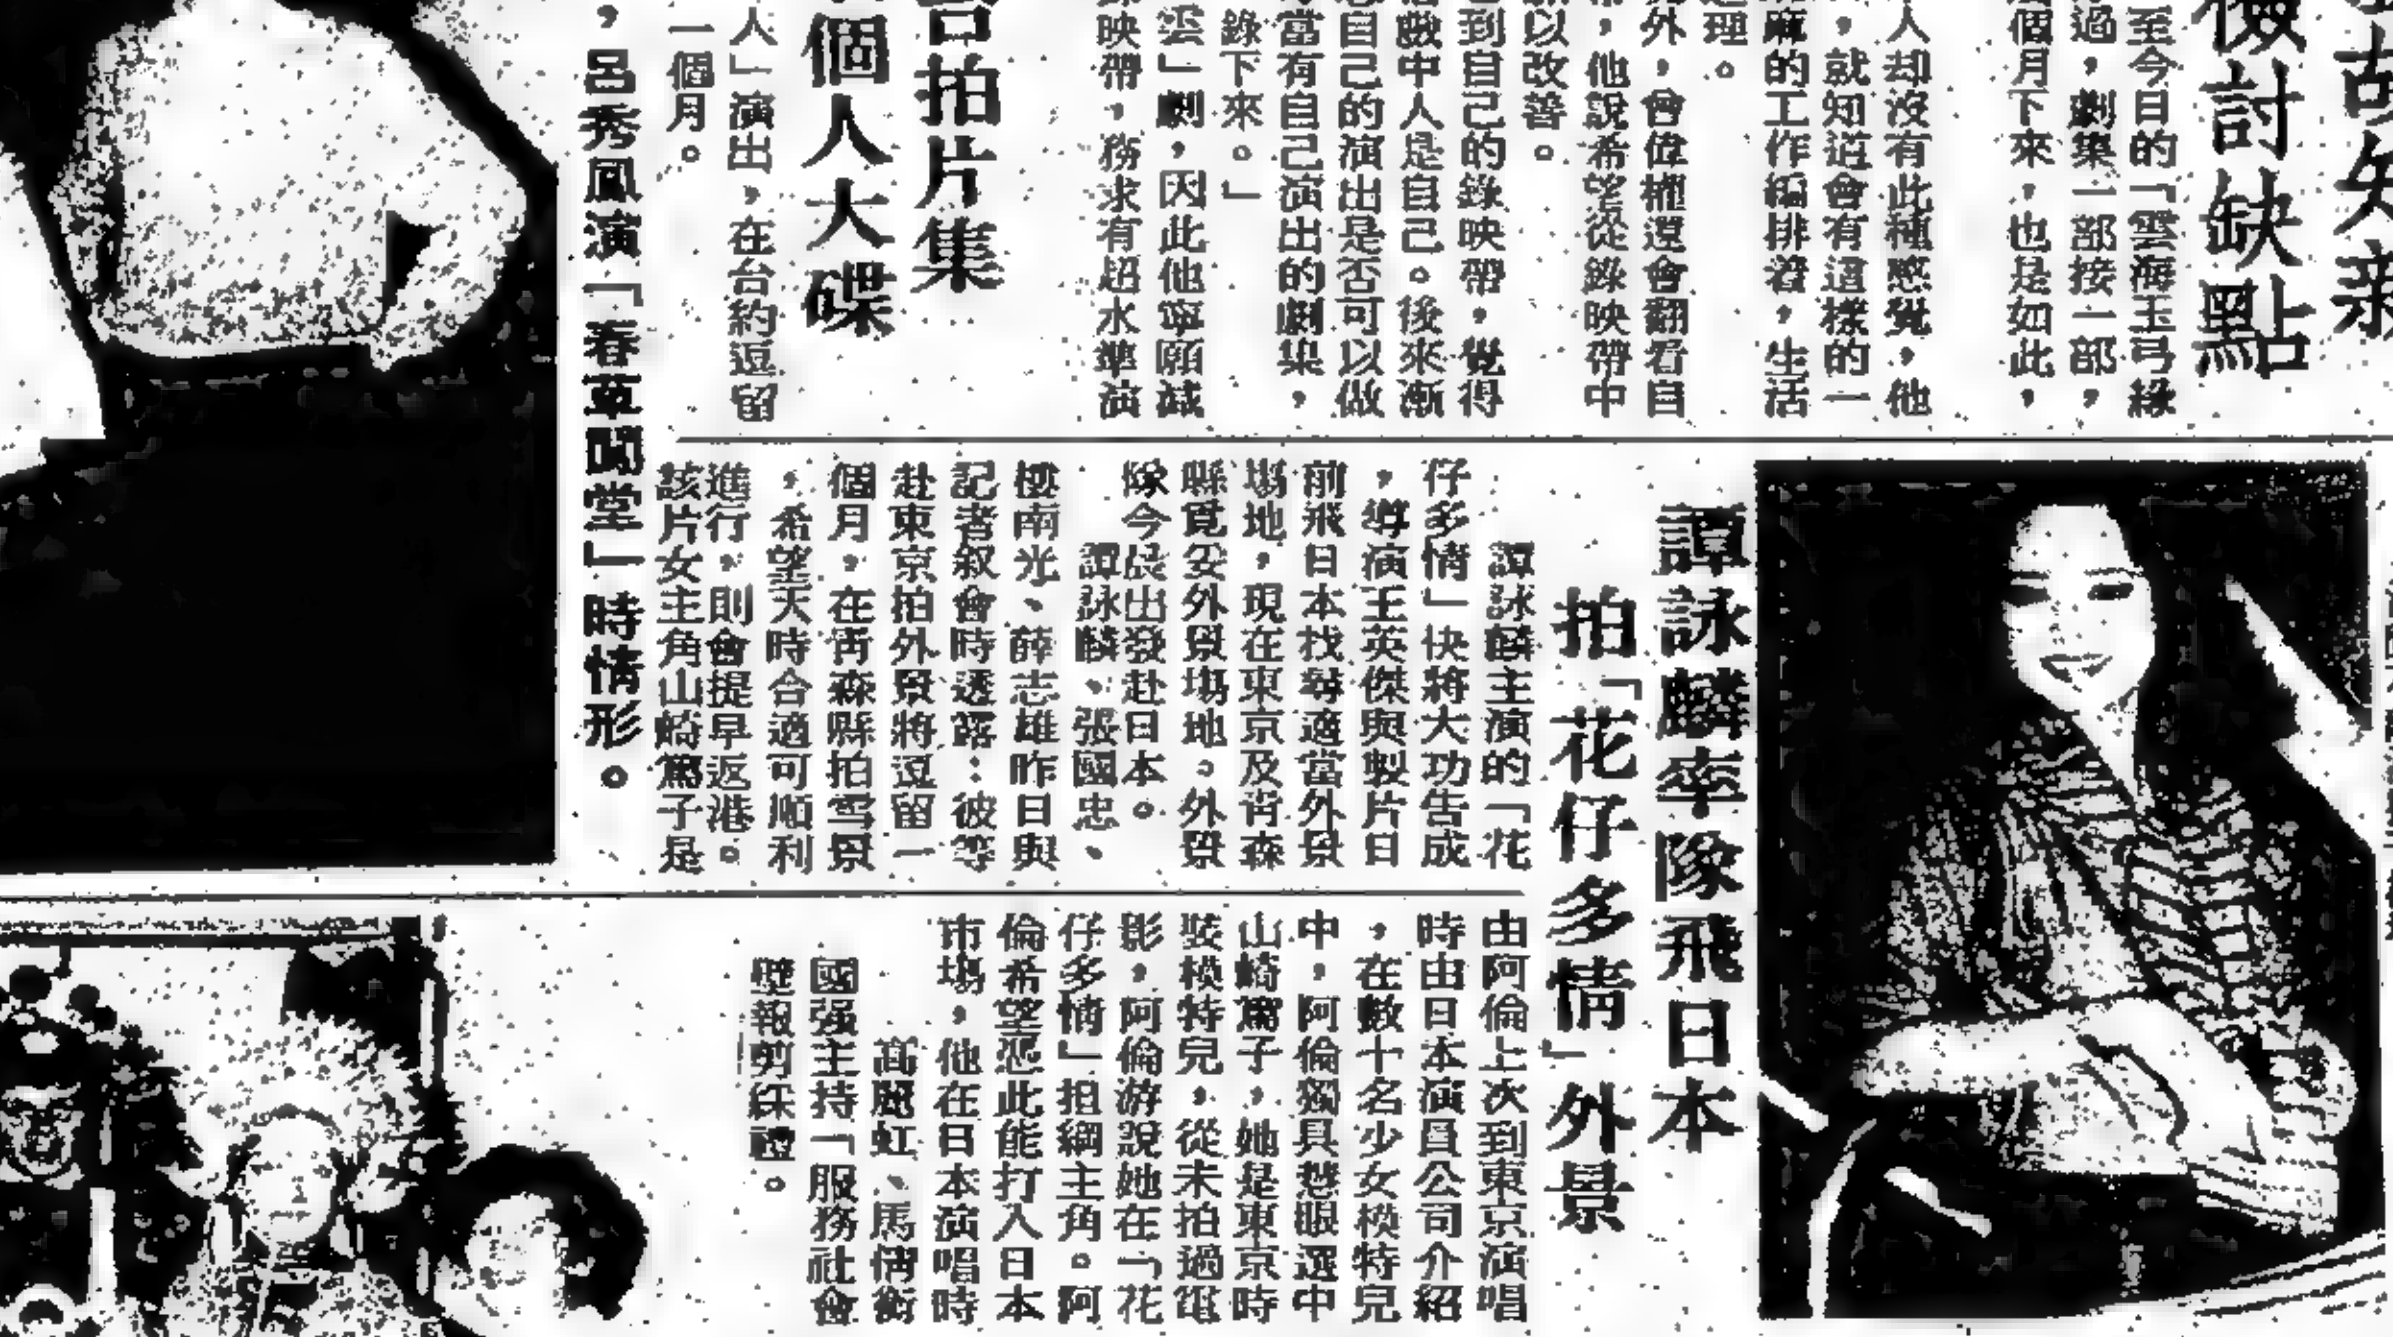 至今日的「雲海玉弓緣
過，劇集一部接一部，
個月下來，也是如此，
檢討缺點
人却沒有此種感覺，他
，就知道會有這樣的一
麻的工作編排着，生活
理。
外，曾偉權還會翻看自
，他說希望從錄映帶中
以改善。
到自己的錄映帶，覺得
戲中人是自己。後來漸
自己的演出是否可以做
當有自己演出的劇集，
錄下來。」
雲」劇，因此他寧願減
映帶，務求有超水準演
台拍片集
個人大碟
人」演出，在台約逗留
一個月。
，呂秀鳳演「春草闖堂」時情形。
譚詠麟率隊飛日本
拍「花仔多情」外景
譚詠麟主演的「花
仔多情」快將大功告成
，導演王英傑與製片日
前飛日本找尋適當外景
塲地，現在東京及青森
縣覓妥外景塲地。外景
隊今晨出發赴日本。
譚詠麟、張國忠、
樓南光、薛志雄昨日與
記者叙會時透露：彼等
赴東京拍外景將逗留一
個月，在青森縣拍雪景
，希望天時合適可順利
進行，則會提早返港。
該片女主角山崎篤子是
由阿倫上次到東京演唱
時由日本演員公司介紹
，在數十名少女模特兒
中，阿倫獨具慧眼選中
山崎篤子，她是東京時
裝模特兒，從未拍過電
影，阿倫游說她在「花
仔多情」担綱主角。阿
倫希望憑此能打入日本
市塲，他在日本演唱時
高麗虹、馬倩衡
國强主持「服務社會
壁報剪綵禮。